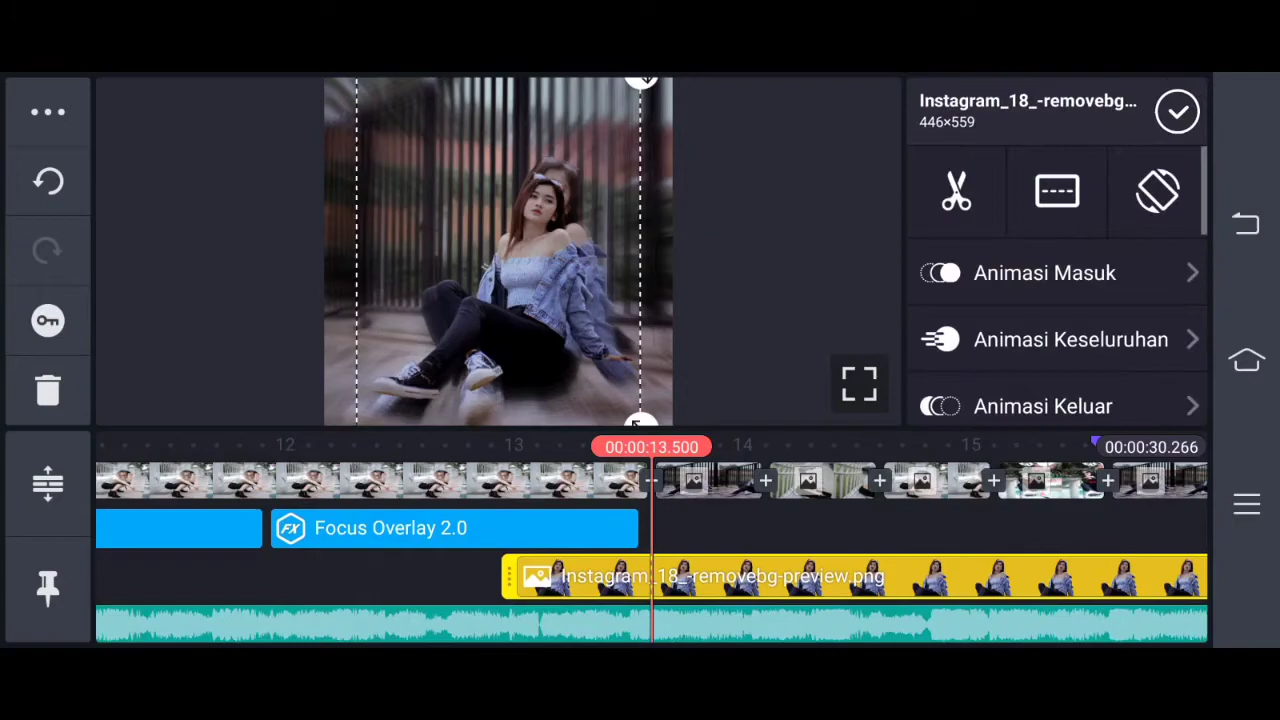 Instagram_18_-removebg...
446×559
Animasi Masuk
Animasi Keseluruhan
Animasi Keluar
12
13
00:00:13.500
14
15
00:00:30.266
FX Focus Overlay 2.0
Instagram_18_-removebg-preview.png